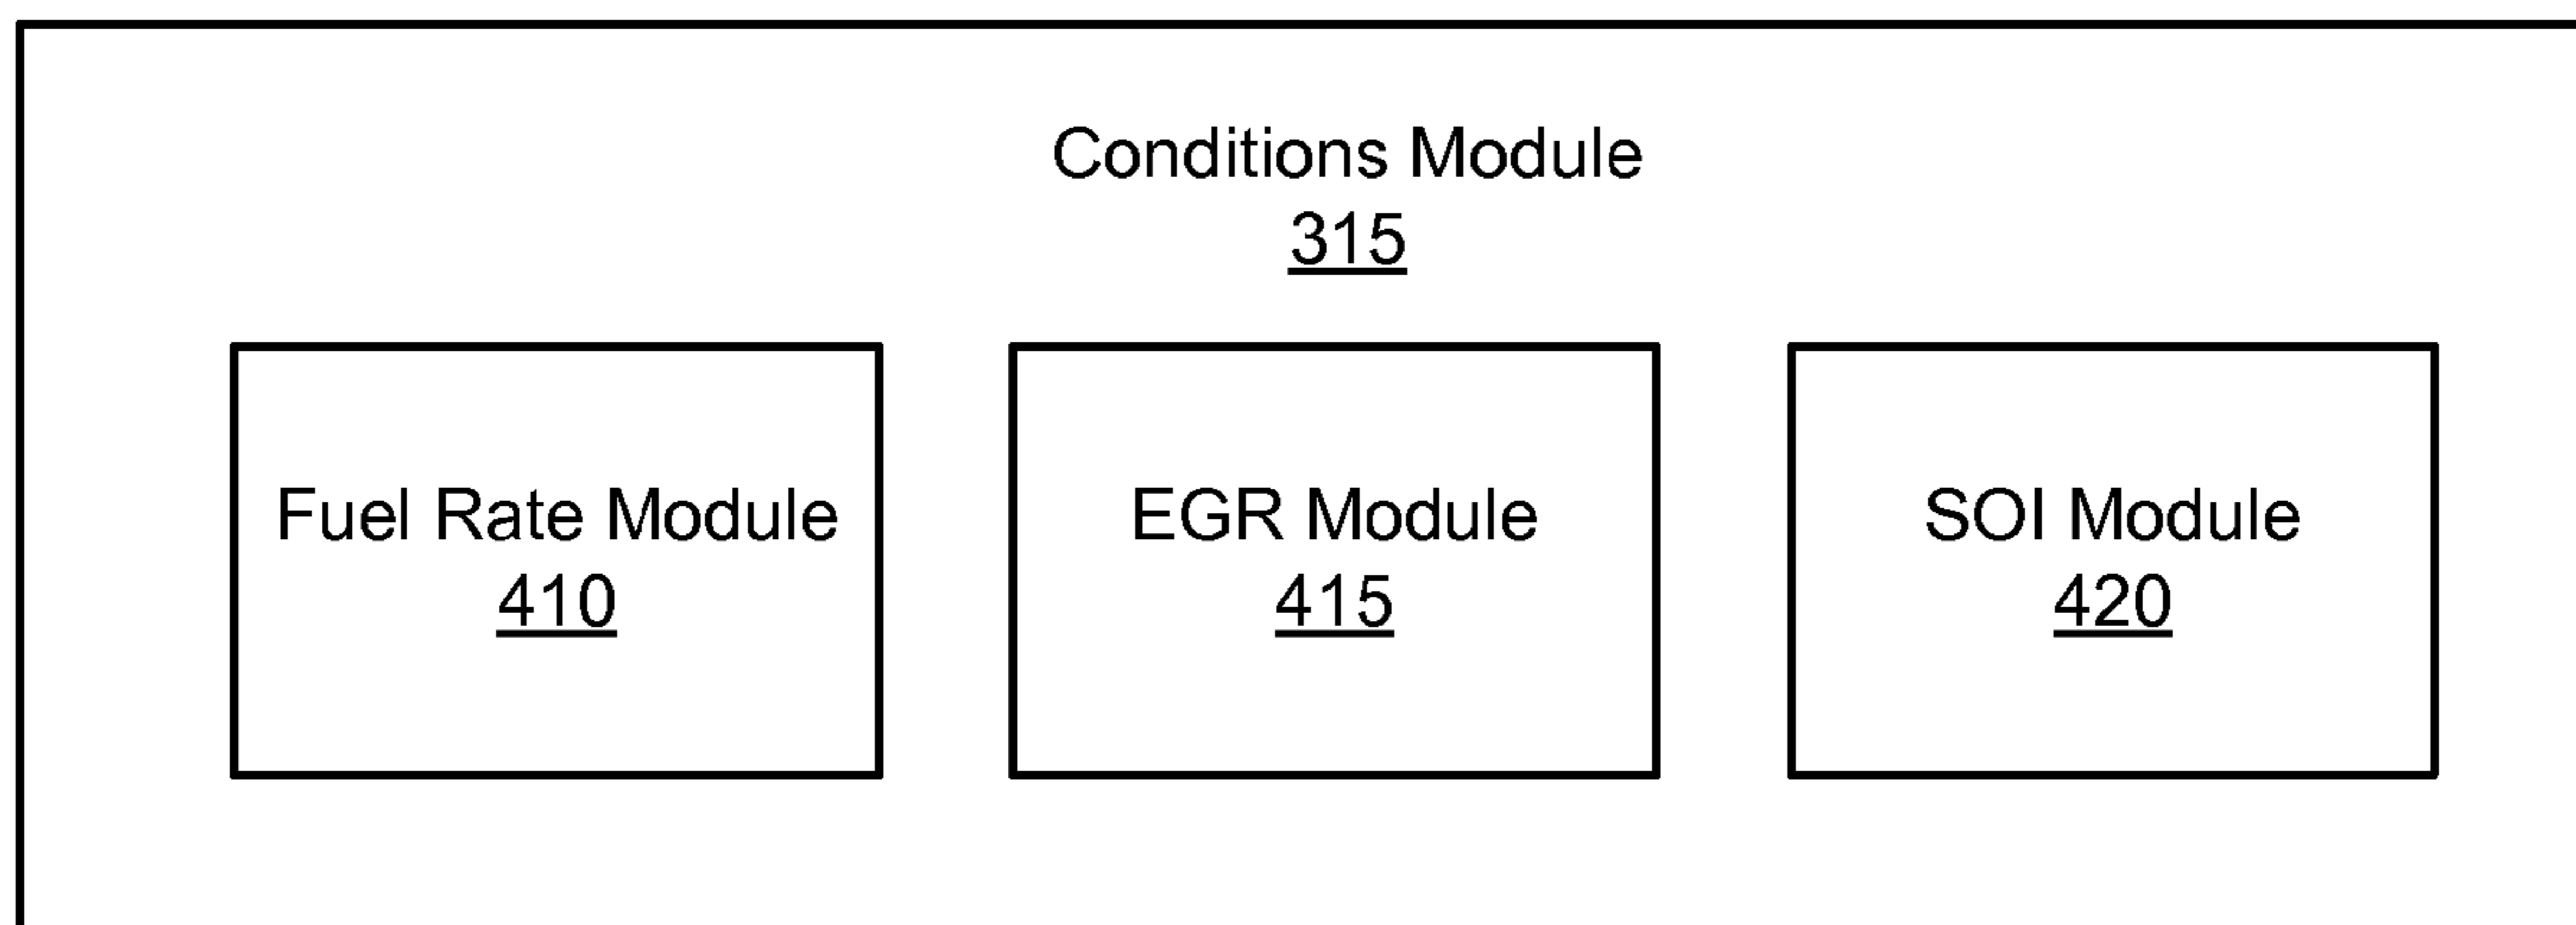 Conditions Module
315
Fuel Rate Module
410
EGR Module
415
SOI Module
420